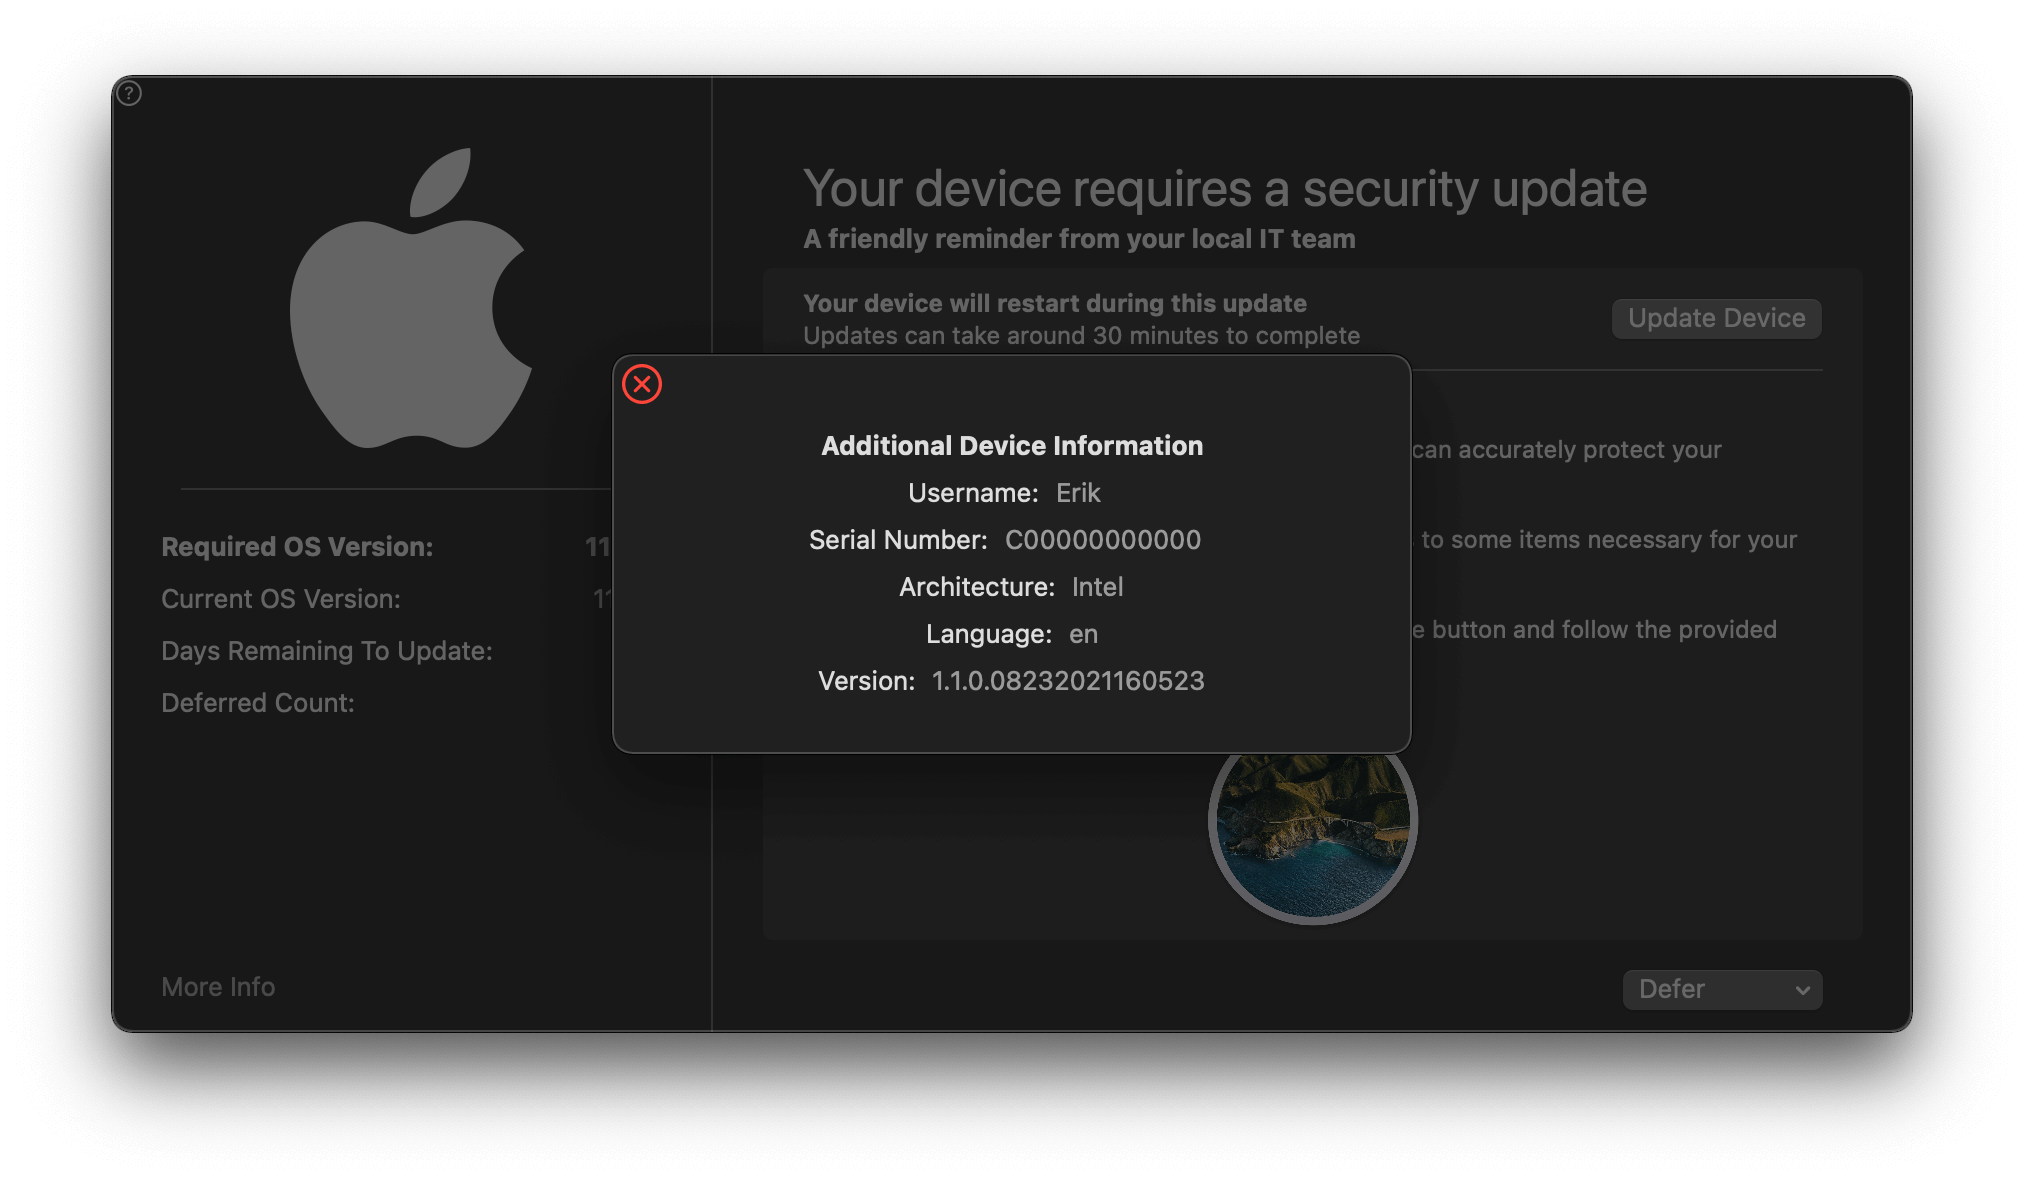 ?
Your device requires a security update
A friendly reminder from your local IT team
Your device will restart during this update
Updates can take around 30 minutes to complete
Update Device
can accurately protect your
to some items necessary for your
button and follow the provided
Additional Device Information
Username: Erik
Serial Number: C00000000000
Architecture: Intel
Language: en
Version: 1.1.0.08232021160523
Required OS Version: 11
Current OS Version:
Days Remaining To Update:
Deferred Count:
More Info
Defer